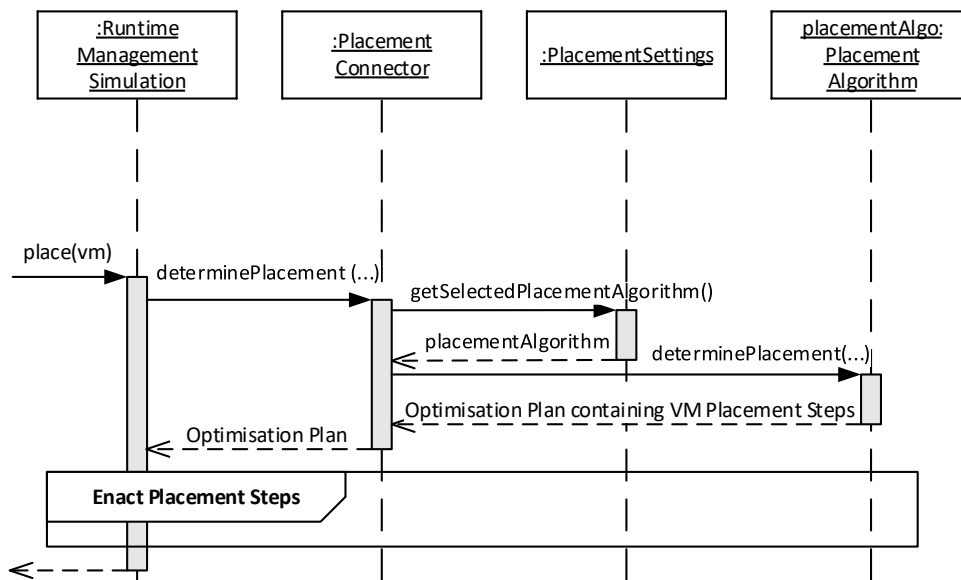 :Runtime
Management
Simulation
:Placement
Connector
:PlacementSettings
placementAlgo:
Placement
Algorithm
place(vm)
determinePlacement (...)
getSelectedPlacementAlgorithm()
placementAlgorithm
determinePlacement(...)
Optimisation Plan containing VM Placement Steps
Optimisation Plan
Enact Placement Steps